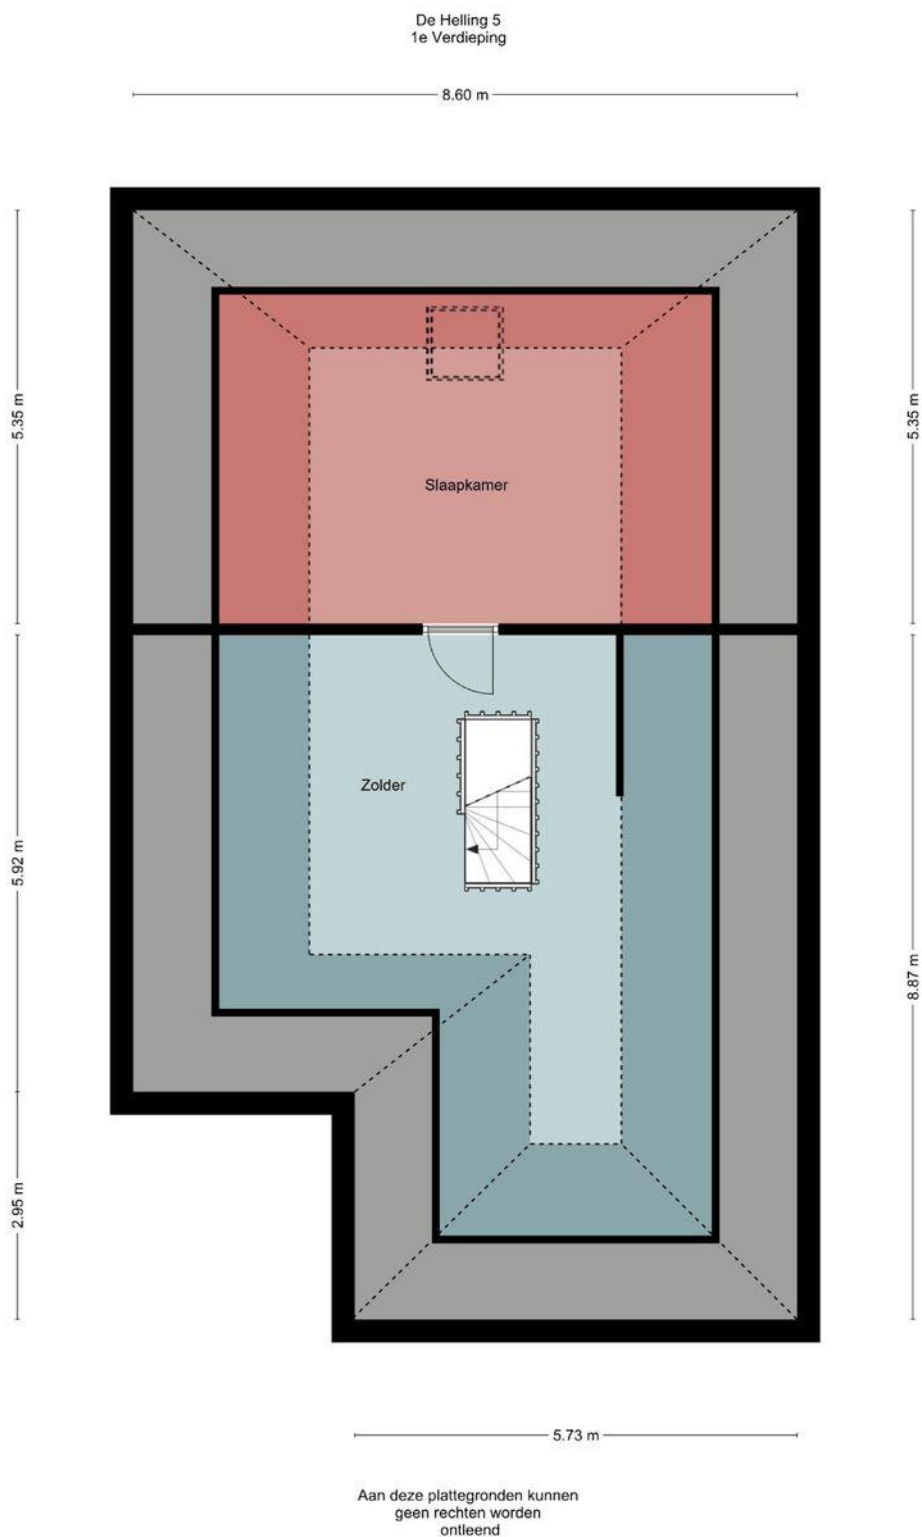 De Helling 5
1e Verdieping
8.60 m
5.35 m
5.35 m
Slaapkamer
Zolder
5.92 m
8.87 m
2.95 m
5.73 m
Aan deze plattegronden kunnen
geen rechten worden
ontleend